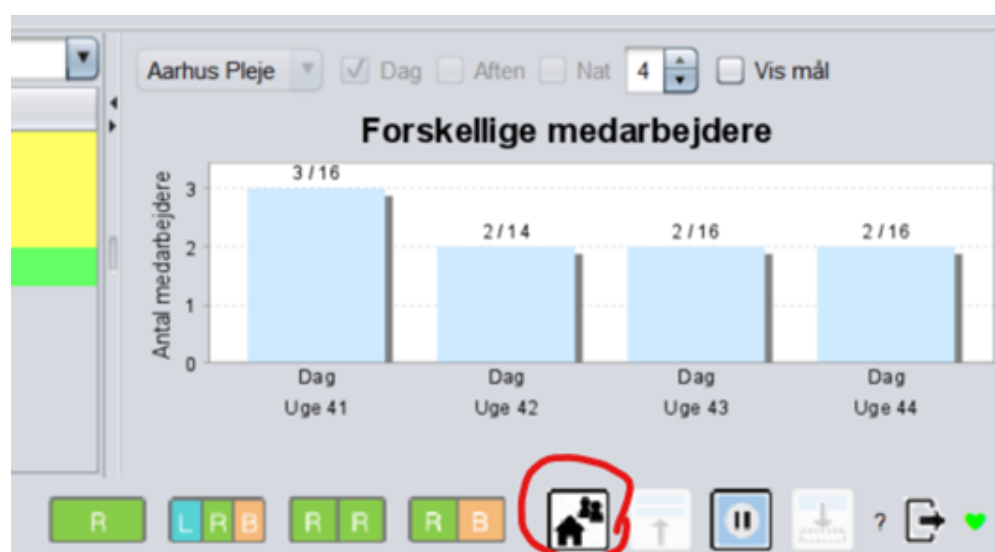 Aarhus Pleje Dag Aften Nat 4 Vis mål
Forskellige medarbejdere
Antal medarbejdere
3
2
1
0
3 / 16
2 / 14
2 / 16
2 / 16
Dag Dag Dag Dag
Uge 41 Uge 42 Uge 43 Uge 44
R L R B R R R B ?